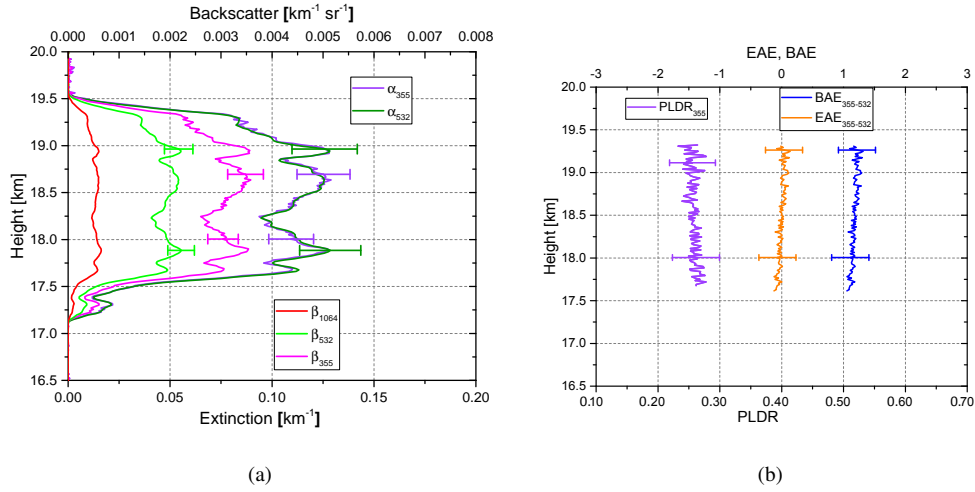 Backscatter [km⁻¹ sr⁻¹]
0.000 0.001 0.002 0.003 0.004 0.005 0.006 0.007 0.008
20.0
19.5
19.0
18.5
18.0
17.5
17.0
16.5
Height [km]
α₃₅₅
α₅₃₂
β₁₀₆₄
β₅₃₂
β₃₅₅
0.00 0.05 0.10 0.15 0.20
Extinction [km⁻¹]
(a)
EAE, BAE
-3 -2 -1 0 1 2 3
20.0
19.5
19.0
18.5
18.0
17.5
17.0
16.5
Height [km]
PLDR₃₅₅
BAE₃₅₅₋₅₃₂
EAE₃₅₅₋₅₃₂
0.10 0.20 0.30 0.40 0.50 0.60 0.70
PLDR
(b)